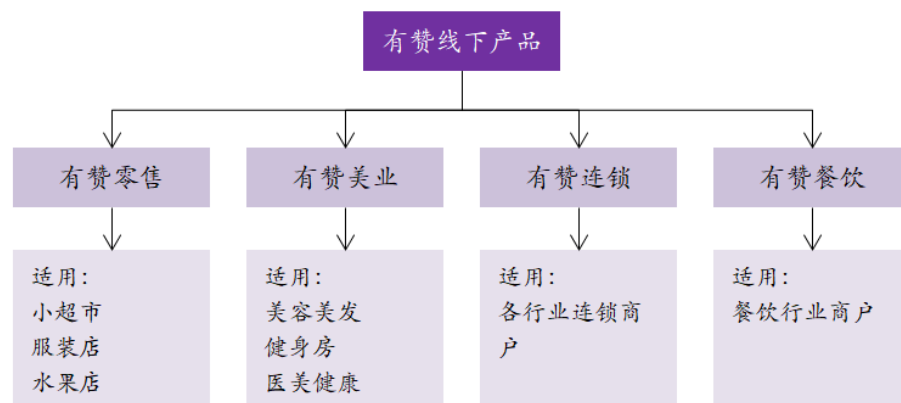 有赞线下产品
有赞零售
有赞美业
有赞连锁
有赞餐饮
适用:
小超市
服装店
水果店
适用:
美容美发
健身房
医美健康
适用:
各行业连锁商
户
适用:
餐饮行业商户